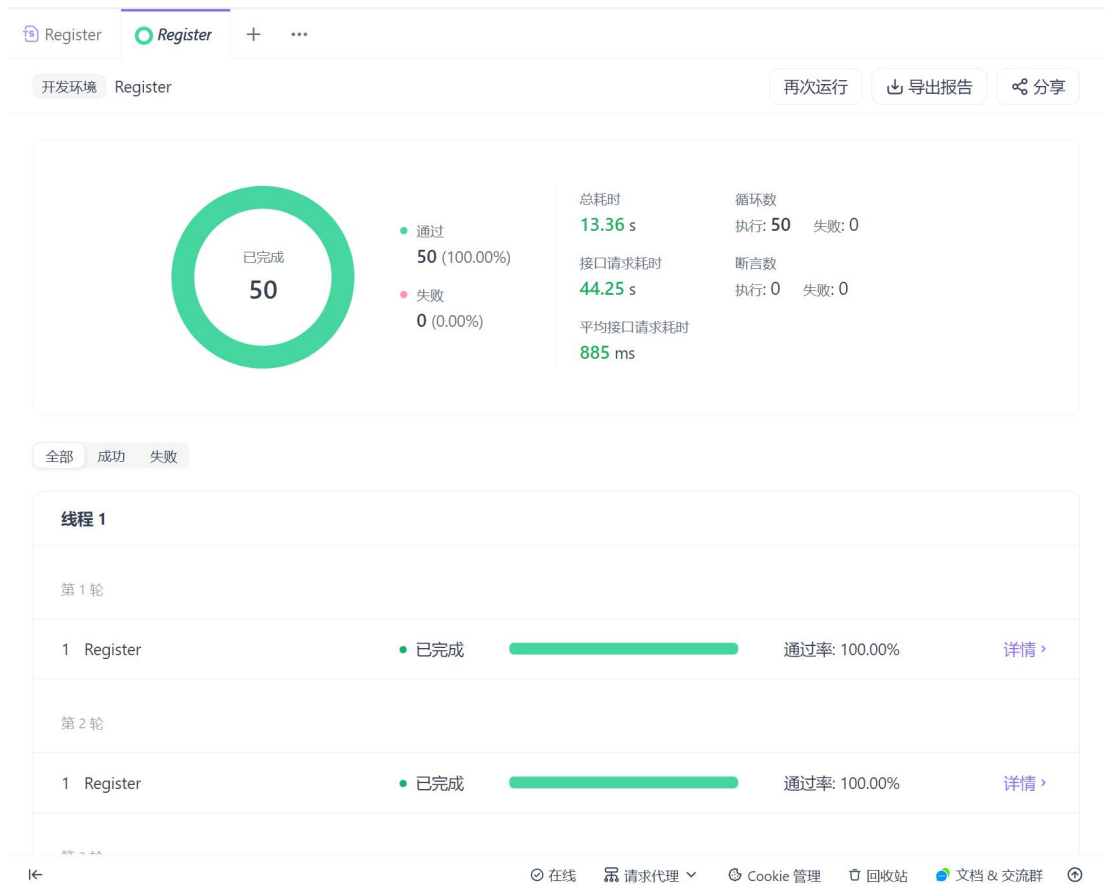 Register
Register
开发环境 Register
再次运行 导出报告 分享
已完成
50
通过
50 (100.00%)
失败
0 (0.00%)
总耗时
13.36 s
接口请求耗时
44.25 s
平均接口请求耗时
885 ms
循环数
执行: 50 失败: 0
断言数
执行: 0 失败: 0
全部 成功 失败
线程 1
第 1 轮
1 Register 已完成 通过率: 100.00% 详情
第 2 轮
1 Register 已完成 通过率: 100.00% 详情
在线 请求代理 Cookie 管理 回收站 文档 & 交流群